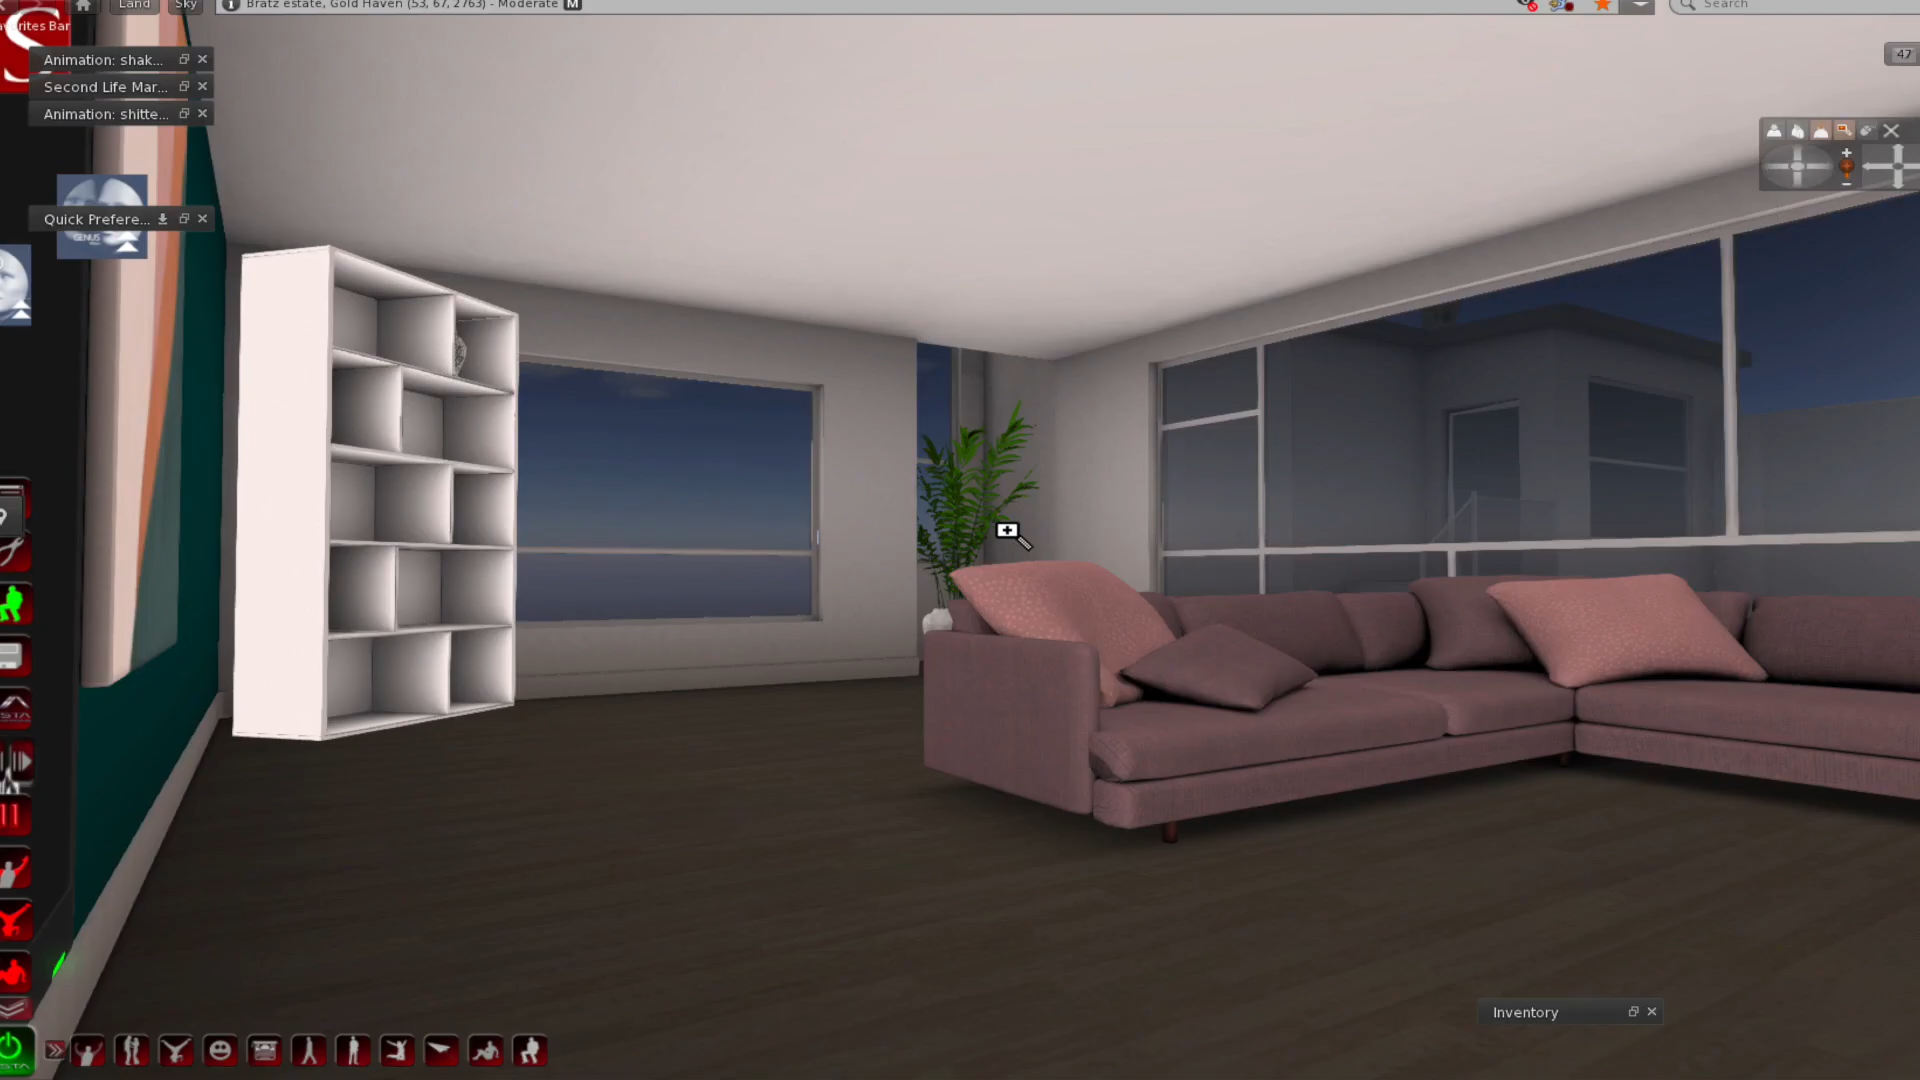 Land Sky
Bratz estate, Gold Haven (53, 67, 2763) - Moderate M
Search
rites Bar
47
Animation: shak...
Second Life Mar...
Animation: shitte...
Quick Prefere...
GENUS
Inventory